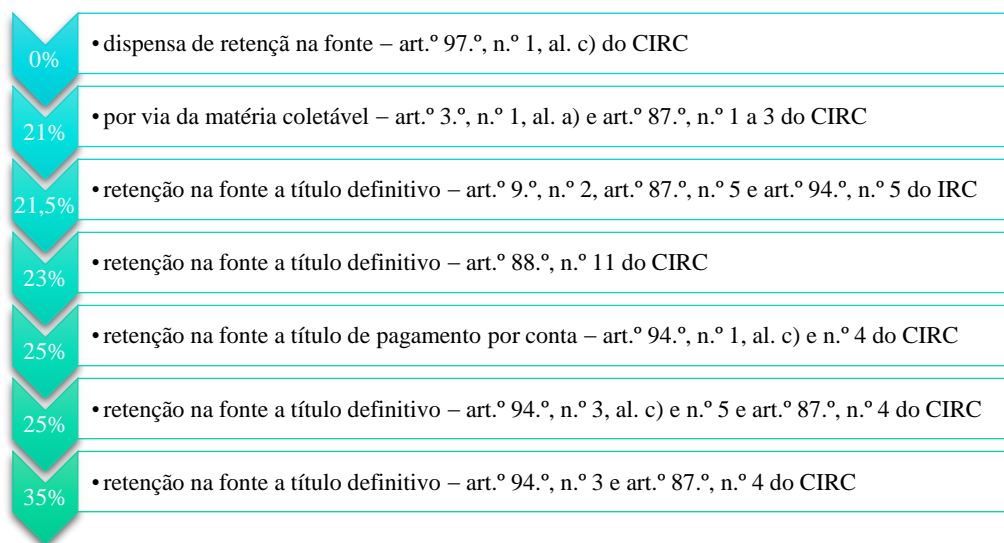 0%
• dispensa de retençã na fonte – art.º 97.º, n.º 1, al. c) do CIRC
21%
• por via da matéria coletável – art.º 3.º, n.º 1, al. a) e art.º 87.º, n.º 1 a 3 do CIRC
21,5%
• retenção na fonte a título definitivo – art.º 9.º, n.º 2, art.º 87.º, n.º 5 e art.º 94.º, n.º 5 do IRC
23%
• retenção na fonte a título definitivo – art.º 88.º, n.º 11 do CIRC
25%
• retenção na fonte a título de pagamento por conta – art.º 94.º, n.º 1, al. c) e n.º 4 do CIRC
25%
• retenção na fonte a título definitivo – art.º 94.º, n.º 3, al. c) e n.º 5 e art.º 87.º, n.º 4 do CIRC
35%
• retenção na fonte a título definitivo – art.º 94.º, n.º 3 e art.º 87.º, n.º 4 do CIRC